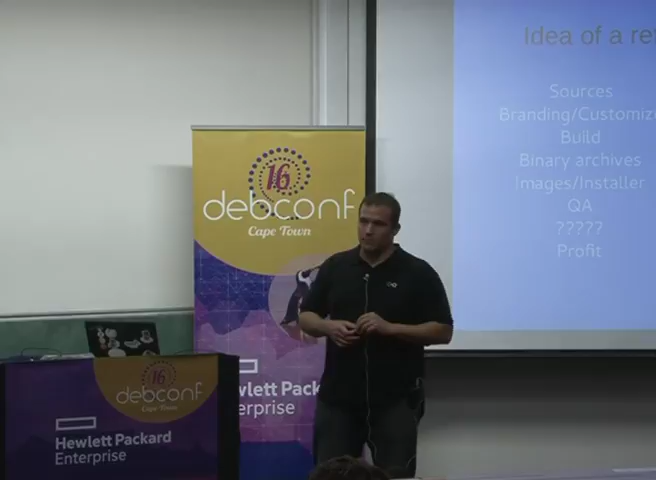 Idea of a re
Sources
Branding/Customize
Build
Binary archives
Images/Installer
QA
?????
Profit
16
debconf
Cape Town
Hewlett Pack
Enterprise
16
debconf
Cape Town
Hewlett Packard
Enterprise